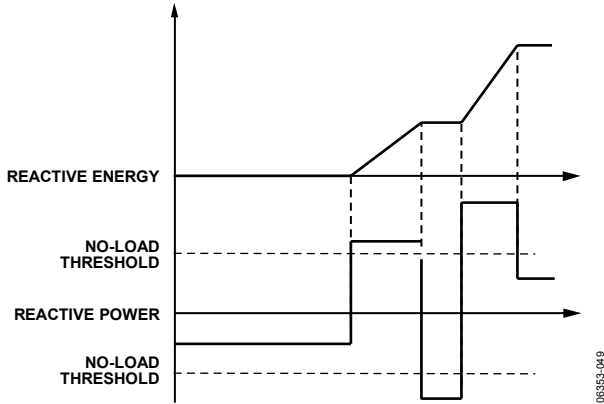 REACTIVE ENERGY
NO-LOAD
THRESHOLD
REACTIVE POWER
NO-LOAD
THRESHOLD
06353-049